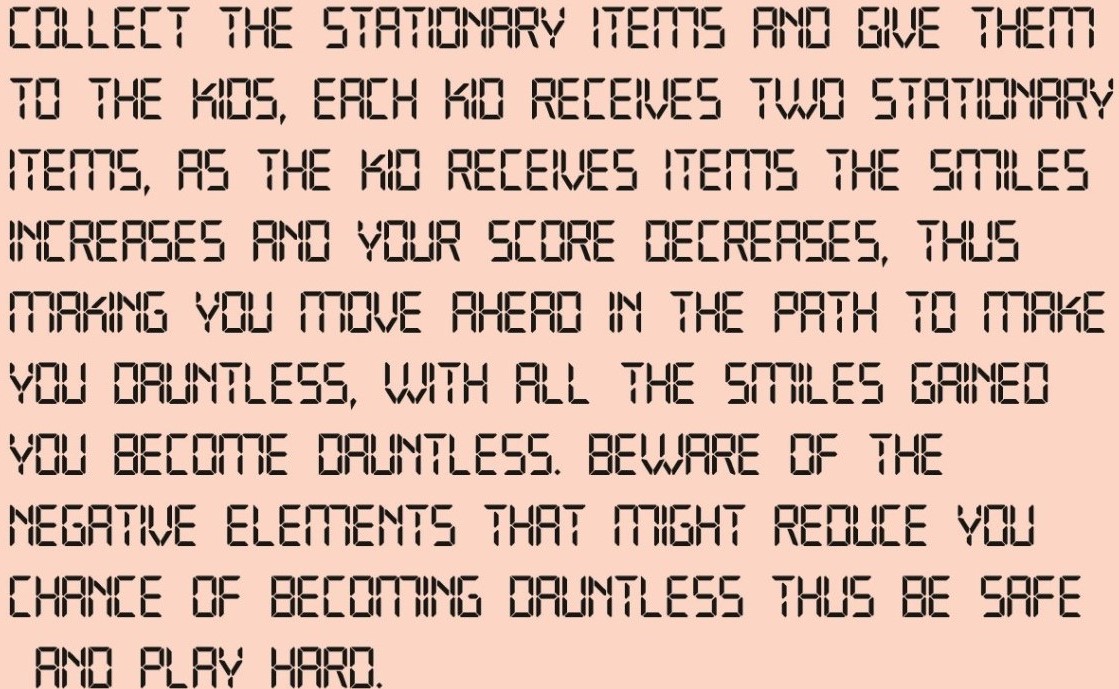 COLLECT THE STATIONARY ITEMS AND GIVE THEM
TO THE KIDS, EACH KID RECEIVES TWO STATIONARY
ITEMS, AS THE KID RECEIVES ITEMS THE SMILES
INCREASES AND YOUR SCORE DECREASES, THUS
MAKING YOU MOVE AHEAD IN THE PATH TO MAKE
YOU DAUNTLESS, WITH ALL THE SMILES GAINED
YOU BECOME DAUNTLESS. BEWARE OF THE
NEGATIVE ELEMENTS THAT MIGHT REDUCE YOU
CHANCE OF BECOMING DAUNTLESS THUS BE SAFE
AND PLAY HARD.